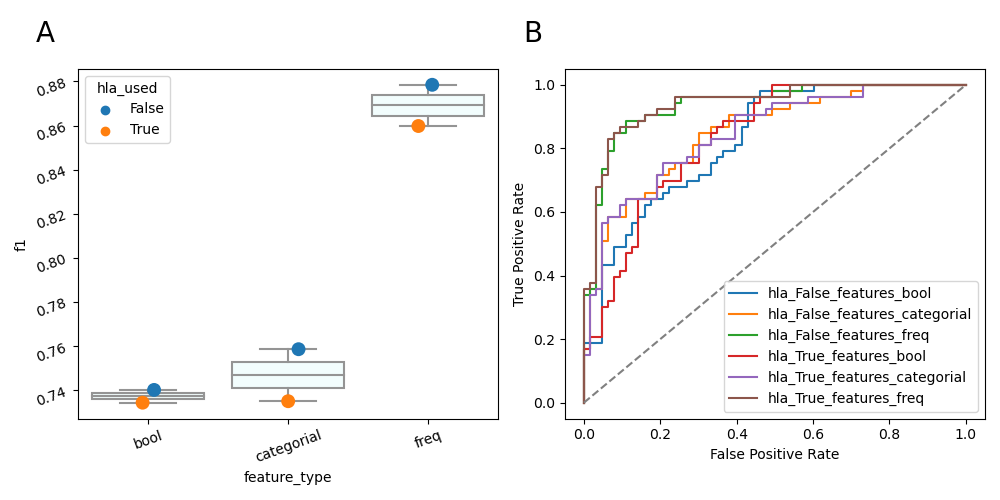 A
hla_used
False
True
0.88
0.86
0.84
0.82
0.80
0.78
0.76
0.74
f1
bool
categorial
freq
feature_type
B
1.0
0.8
0.6
0.4
0.2
0.0
True Positive Rate
hla_False_features_bool
hla_False_features_categorial
hla_False_features_freq
hla_True_features_bool
hla_True_features_categorial
hla_True_features_freq
0.0
0.2
0.4
0.6
0.8
1.0
False Positive Rate